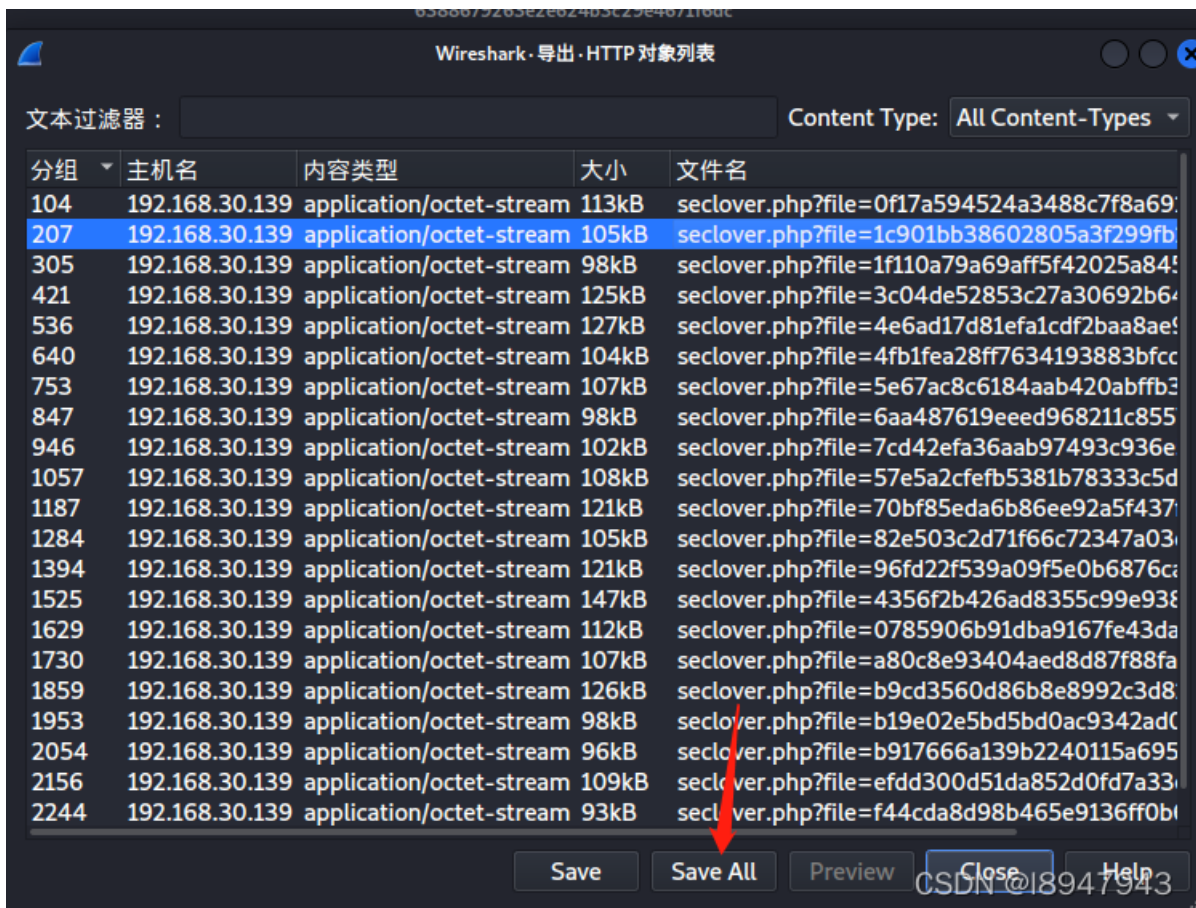 6388679263e2e624b3c29e4671f6dc
Wireshark · 导出 · HTTP 对象列表
文本过滤器： Content Type: All Content-Types
分组 主机名 内容类型 大小 文件名
104 192.168.30.139 application/octet-stream 113kB seclover.php?file=0f17a594524a3488c7f8a69
207 192.168.30.139 application/octet-stream 105kB seclover.php?file=1c901bb38602805a3f299fb
305 192.168.30.139 application/octet-stream 98kB seclover.php?file=1f110a79a69aff5f42025a845
421 192.168.30.139 application/octet-stream 125kB seclover.php?file=3c04de52853c27a30692b64
536 192.168.30.139 application/octet-stream 127kB seclover.php?file=4e6ad17d81efa1cdf2baa8ae9
640 192.168.30.139 application/octet-stream 104kB seclover.php?file=4fb1fea28ff7634193883bfcc
753 192.168.30.139 application/octet-stream 107kB seclover.php?file=5e67ac8c6184aab420abffb3
847 192.168.30.139 application/octet-stream 98kB seclover.php?file=6aa487619eeed968211c855
946 192.168.30.139 application/octet-stream 102kB seclover.php?file=7cd42efa36aab97493c936e
1057 192.168.30.139 application/octet-stream 108kB seclover.php?file=57e5a2cfefb5381b78333c5d
1187 192.168.30.139 application/octet-stream 121kB seclover.php?file=70bf85eda6b86ee92a5f437
1284 192.168.30.139 application/octet-stream 105kB seclover.php?file=82e503c2d71f66c72347a03
1394 192.168.30.139 application/octet-stream 121kB seclover.php?file=96fd22f539a09f5e0b6876ca
1525 192.168.30.139 application/octet-stream 147kB seclover.php?file=4356f2b426ad8355c99e938
1629 192.168.30.139 application/octet-stream 112kB seclover.php?file=0785906b91dba9167fe43da
1730 192.168.30.139 application/octet-stream 107kB seclover.php?file=a80c8e93404aed8d87f88fa
1859 192.168.30.139 application/octet-stream 126kB seclover.php?file=b9cd3560d86b8e8992c3d8
1953 192.168.30.139 application/octet-stream 98kB seclover.php?file=b19e02e5bd5bd0ac9342ad0
2054 192.168.30.139 application/octet-stream 96kB seclover.php?file=b917666a139b2240115a695
2156 192.168.30.139 application/octet-stream 109kB seclover.php?file=efdd300d51da852d0fd7a33
2244 192.168.30.139 application/octet-stream 93kB seclover.php?file=f44cda8d98b465e9136ff0b
Save Save All Preview Close Help
CSDN @l8947943